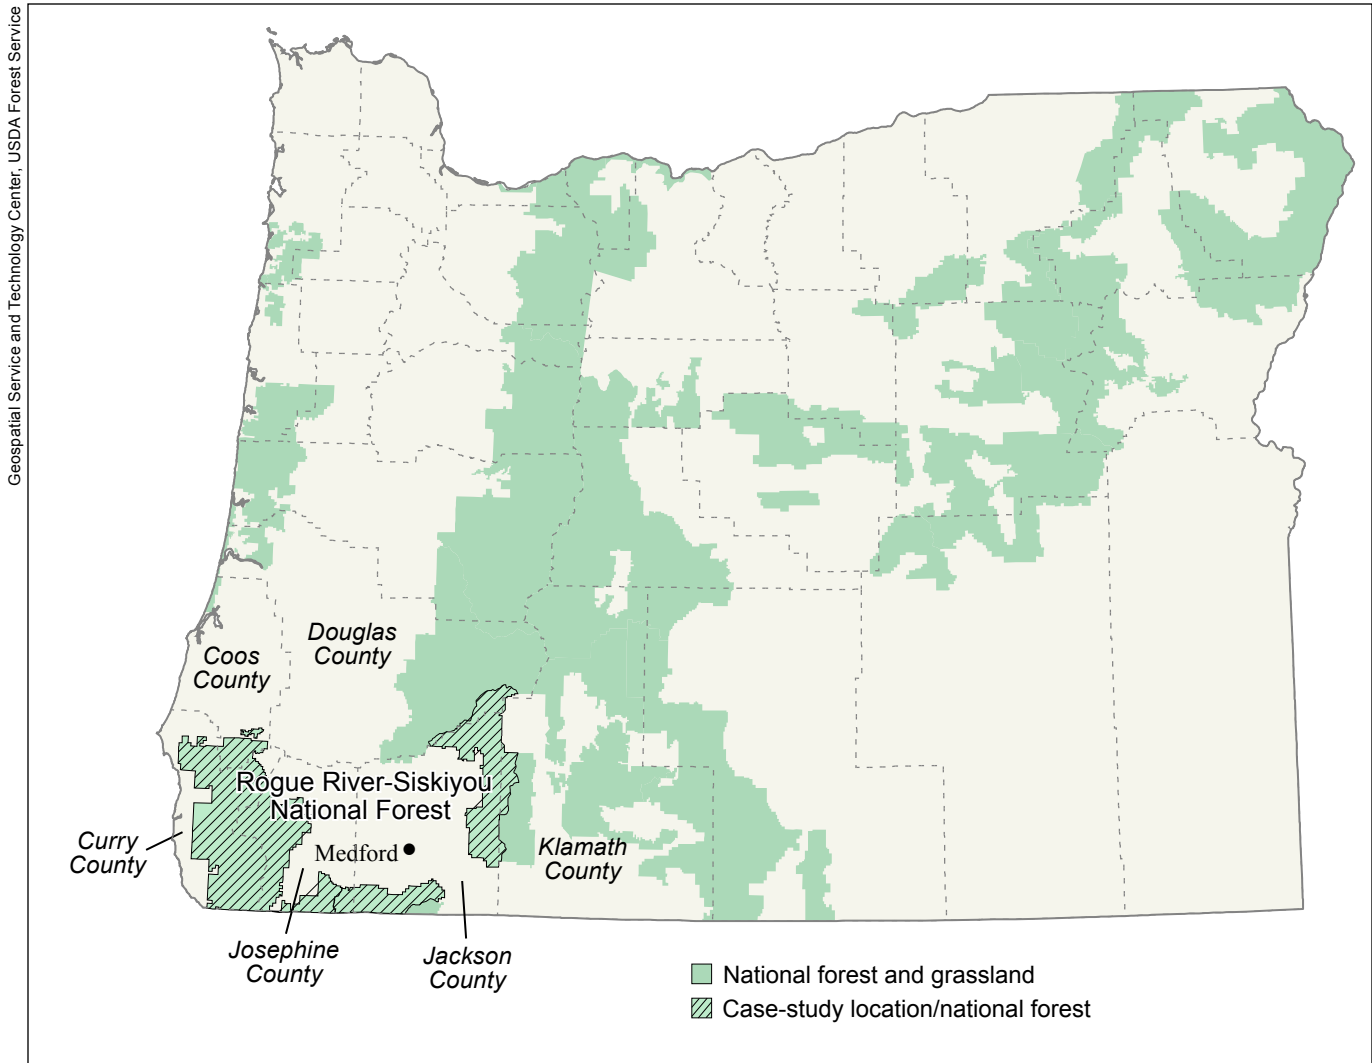 Geospatial Service and Technology Center, USDA Forest Service
Douglas
County
Coos
County
Rogue River-Siskiyou
National Forest
Curry
County
Medford
Klamath
County
Josephine
County
Jackson
County
National forest and grassland
Case-study location/national forest